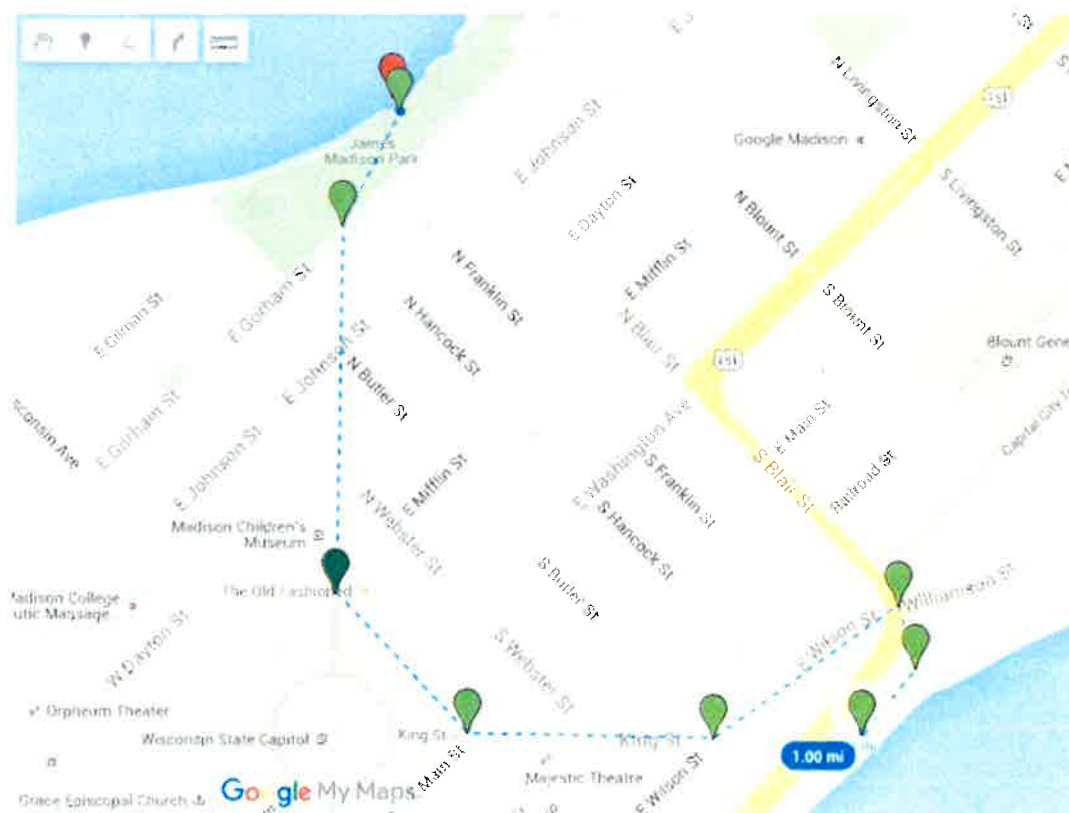 N Livingston St
151
Google Madison
E Johnson St
James
Madison Park
S Livingston St
E Dayton St
N Blount St
E Mifflin St
N Franklin St
S Blount St
E Gorham St
N Hancock St
N Blair St
E Gilman St
151
Blount Gene
E Johnson St
N Butler St
sconsin Ave
E Gorham St
E Main St
E Washington Ave
E Johnson St
S Blair St
Railroad St
S Franklin St
E Mifflin St
N Webster St
S Hancock St
Madison Children's
Museum
S Butler St
The Old Fashioned
Madison College
utic Massage
Williamson St
E Wilson St
W Dayton St
S Webster St
Orpheum Theater
Wisconsin State Capitol
King St
King St
E Main St
1.00 mi
Majestic Theatre
E Wilson St
Google My Maps
Grace Episcopal Church